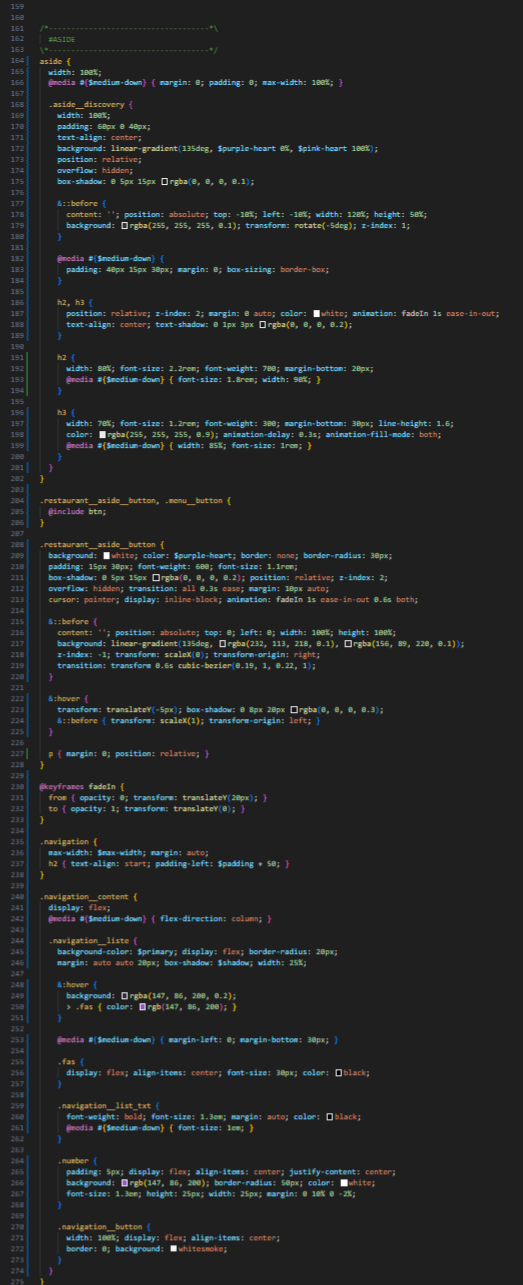 159
160
161 /*-----------------------------------*\
162   #ASIDE
163 \*-----------------------------------*/
164 aside {
165   width: 100%;
166   @media #{$medium-down} { margin: 0; padding: 0; max-width: 100%; }
167
168   .aside__discovery {
169     width: 100%;
170     padding: 60px 0 40px;
171     text-align: center;
172     background: linear-gradient(135deg, $purple-heart 0%, $pink-heart 100%);
173     position: relative;
174     overflow: hidden;
175     box-shadow: 0 5px 15px rgba(0, 0, 0, 0.1);
176
177     &::before {
178       content: ''; position: absolute; top: -10%; left: -10%; width: 120%; height: 50%;
179       background: rgba(255, 255, 255, 0.1); transform: rotate(-5deg); z-index: 1;
180     }
181
182     @media #{$medium-down} {
183       padding: 40px 15px 30px; margin: 0; box-sizing: border-box;
184     }
185
186     h2, h3 {
187       position: relative; z-index: 2; margin: 0 auto; color: white; animation: fadeIn 1s ease-in-out;
188       text-align: center; text-shadow: 0 1px 3px rgba(0, 0, 0, 0.2);
189     }
190
191     h2 {
192       width: 80%; font-size: 2.2rem; font-weight: 700; margin-bottom: 20px;
193       @media #{$medium-down} { font-size: 1.8rem; width: 90%; }
194     }
195
196     h3 {
197       width: 70%; font-size: 1.2rem; font-weight: 300; margin-bottom: 30px; line-height: 1.6;
198       color: rgba(255, 255, 255, 0.9); animation-delay: 0.3s; animation-fill-mode: both;
199       @media #{$medium-down} { width: 85%; font-size: 1rem; }
200     }
201   }
202 }
203
204 .restaurant__aside__button, .menu__button {
205   @include btn;
206 }
207
208 .restaurant__aside__button {
209   background: white; color: $purple-heart; border: none; border-radius: 30px;
210   padding: 15px 30px; font-weight: 600; font-size: 1.1rem;
211   box-shadow: 0 5px 15px rgba(0, 0, 0, 0.2); position: relative; z-index: 2;
212   overflow: hidden; transition: all 0.3s ease; margin: 10px auto;
213   cursor: pointer; display: inline-block; animation: fadeIn 1s ease-in-out 0.6s both;
214
215   &::before {
216     content: ''; position: absolute; top: 0; left: 0; width: 100%; height: 100%;
217     background: linear-gradient(135deg, rgba(232, 113, 218, 0.1), rgba(156, 89, 220, 0.1));
218     z-index: -1; transform: scaleX(0); transform-origin: right;
219     transition: transform 0.6s cubic-bezier(0.19, 1, 0.22, 1);
220   }
221
222   &:hover {
223     transform: translateY(-5px); box-shadow: 0 8px 20px rgba(0, 0, 0, 0.3);
224     &::before { transform: scaleX(1); transform-origin: left; }
225   }
226
227   p { margin: 0; position: relative; }
228 }
229
230 @keyframes fadeIn {
231   from { opacity: 0; transform: translateY(20px); }
232   to { opacity: 1; transform: translateY(0); }
233 }
234
235 .navigation {
236   max-width: $max-width; margin: auto;
237   h2 { text-align: start; padding-left: $padding + 50; }
238 }
239
240 .navigation__content {
241   display: flex;
242   @media #{$medium-down} { flex-direction: column; }
243
244   .navigation__liste {
245     background-color: $primary; display: flex; border-radius: 20px;
246     margin: auto auto 20px; box-shadow: $shadow; width: 25%;
247
248     &:hover {
249       background: rgba(147, 86, 200, 0.2);
250       > .fas { color: rgb(147, 86, 200); }
251     }
252
253     @media #{$medium-down} { margin-left: 0; margin-bottom: 30px; }
254
255     .fas {
256       display: flex; align-items: center; font-size: 30px; color: black;
257     }
258
259     .navigation__list_txt {
260       font-weight: bold; font-size: 1.3em; margin: auto; color: black;
261       @media #{$medium-down} { font-size: 1em; }
262     }
263
264     .number {
265       padding: 5px; display: flex; align-items: center; justify-content: center;
266       background: rgb(147, 86, 200); border-radius: 50px; color: white;
267       font-size: 1.3em; height: 25px; width: 25px; margin: 0 10% 0 -2%;
268     }
269
270     .navigation__button {
271       width: 100%; display: flex; align-items: center;
272       border: 0; background: whitesmoke;
273     }
274   }
275 }